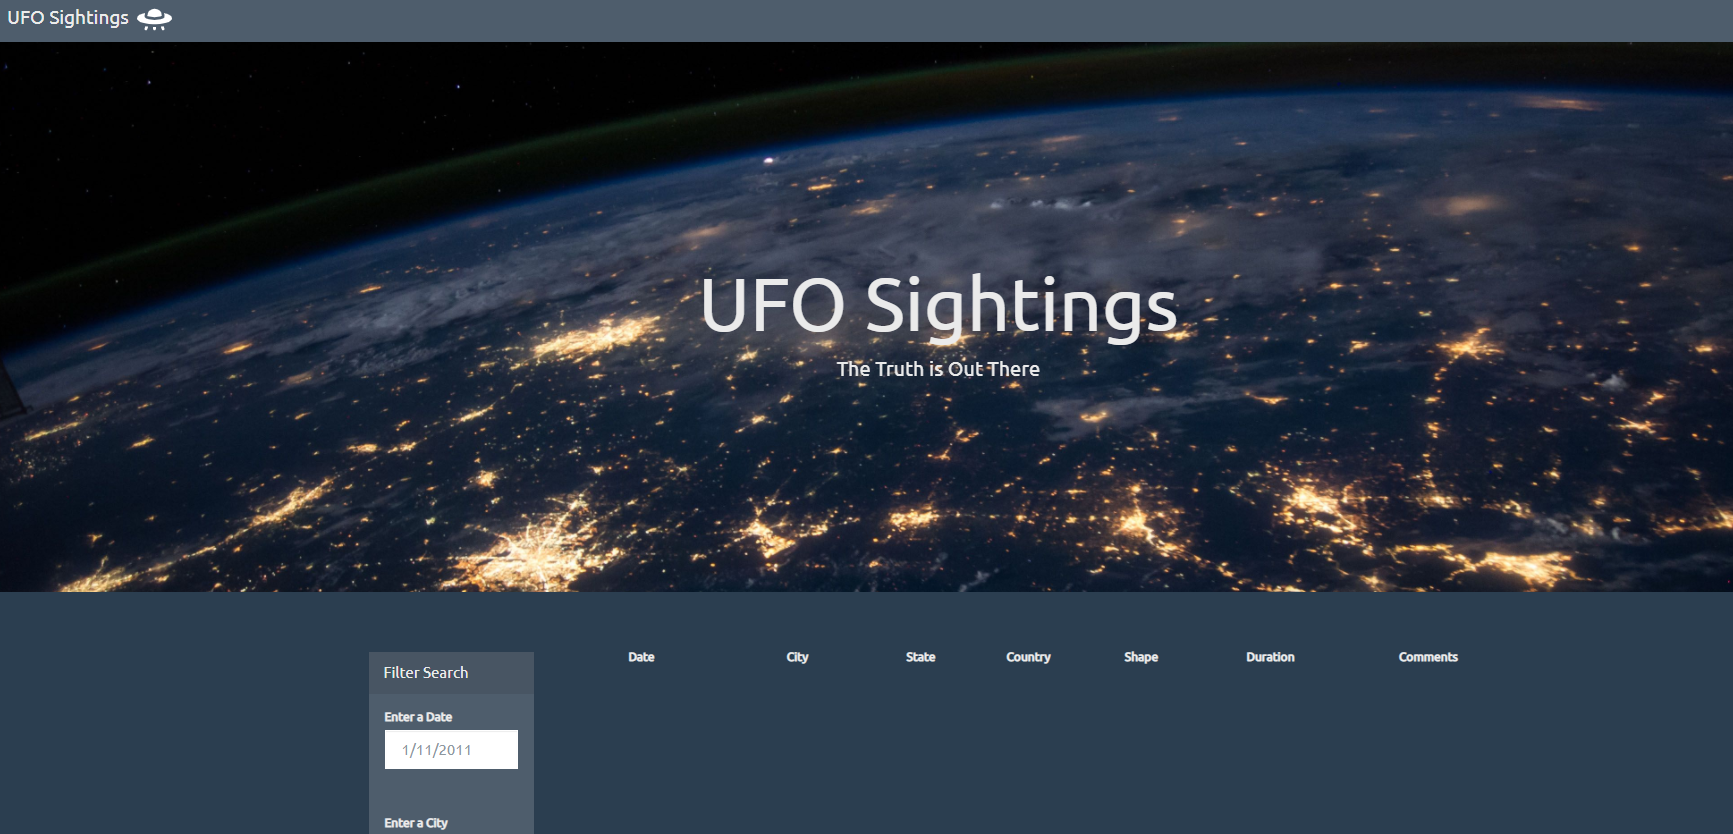 UFO Sightings
UFO Sightings
The Truth is Out There
Filter Search
Enter a Date
1/11/2011
Enter a City
Date City State Country Shape Duration Comments